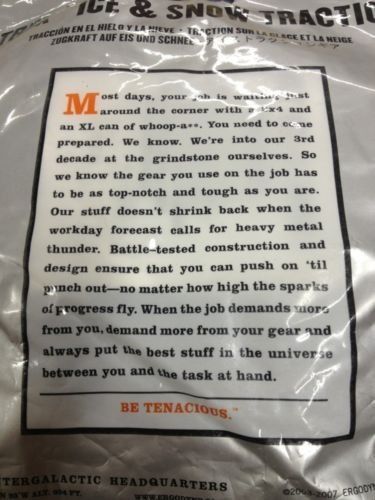 ICE & SNOW TRACTIO
TRACCIÓN EN EL HIELO Y LA NIEVE • TRACTION SUR LA GLACE ET LA NEIGE
ZUGKRAFT AUF EIS UND SCHNEE
Most days, your job is waiting just
around the corner with a 2x4 and
an XL can of whoop-a**. You need to come
prepared. We know. We're into our 3rd
decade at the grindstone ourselves. So
we know the gear you use on the job has
to be as top-notch and tough as you are.
Our stuff doesn't shrink back when the
workday forecast calls for heavy metal
thunder. Battle-tested construction and
design ensure that you can push on 'til
punch out—no matter how high the sparks
of progress fly. When the job demands more
from you, demand more from your gear and
always put the best stuff in the universe
between you and the task at hand.
BE TENACIOUS.™
TERGALACTIC HEADQUARTERS
©2003-2007 ERGODY